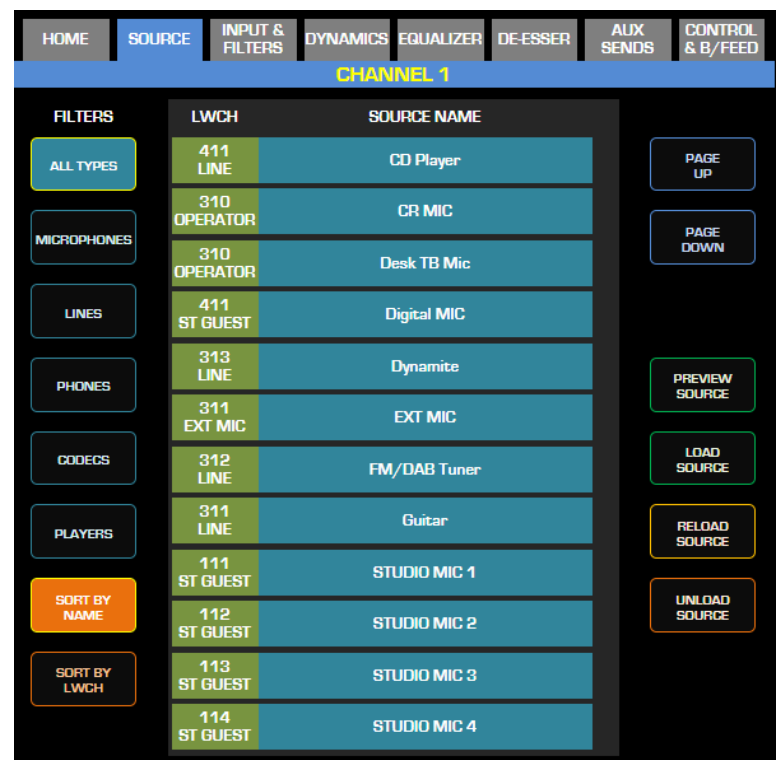 HOME
SOURCE
INPUT &
FILTERS
DYNAMICS
EQUALIZER
DE-ESSER
AUX
SENDS
CONTROL
& B/FEED
CHANNEL 1
FILTERS
ALL TYPES
MICROPHONES
LINES
PHONES
CODECS
PLAYERS
SORT BY
NAME
SORT BY
LWCH
LWCH SOURCE NAME
411
LINE
CD Player
310
OPERATOR
CR MIC
310
OPERATOR
Desk TB Mic
411
ST GUEST
Digital MIC
313
LINE
Dynamite
311
EXT MIC
EXT MIC
312
LINE
FM/DAB Tuner
311
LINE
Guitar
111
ST GUEST
STUDIO MIC 1
112
ST GUEST
STUDIO MIC 2
113
ST GUEST
STUDIO MIC 3
114
ST GUEST
STUDIO MIC 4
PAGE
UP
PAGE
DOWN
PREVIEW
SOURCE
LOAD
SOURCE
RELOAD
SOURCE
UNLOAD
SOURCE